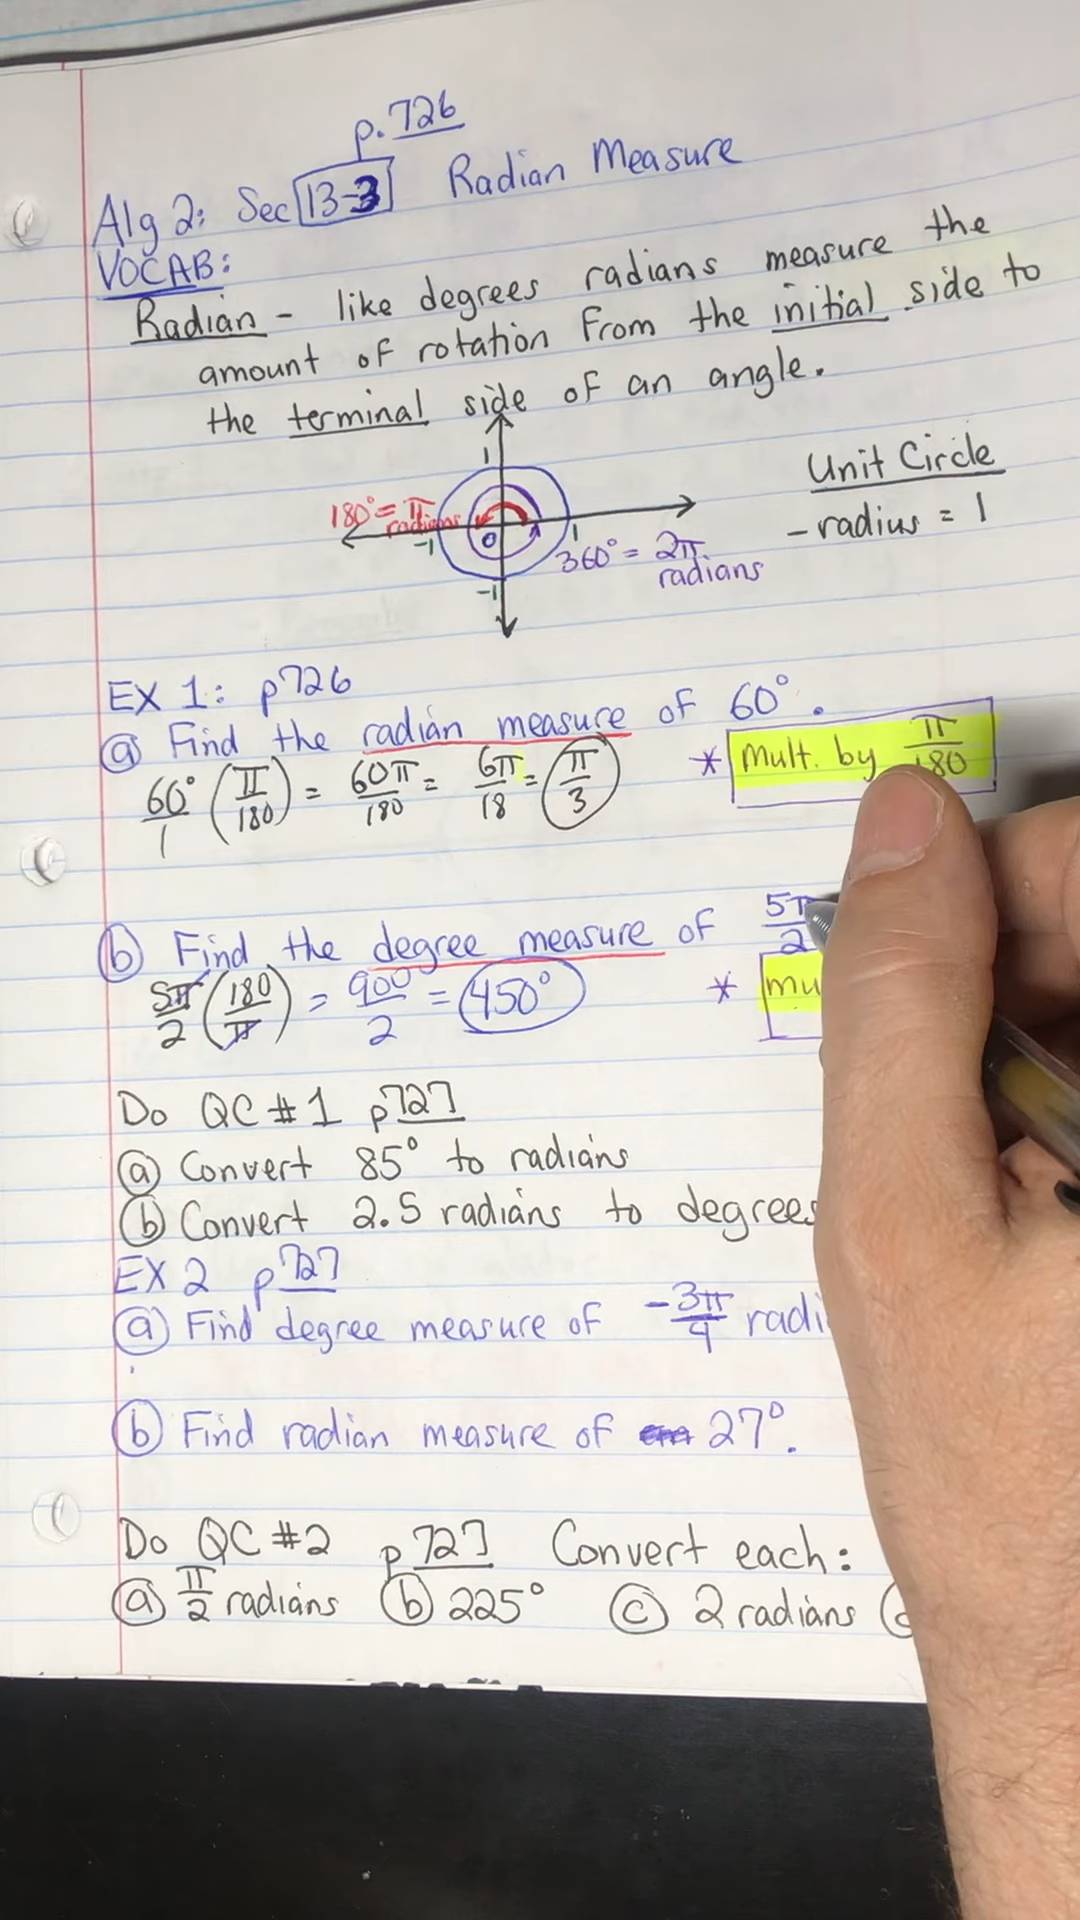 p. 726
Alg 2: Sec 13-3 Radian Measure
VOCAB:
Radian - like degrees radians measure the
amount of rotation from the initial side to
the terminal side of an angle.
1
Unit Circle
180° = π
radians
- radius = 1
-1 0 1
360° = 2π
radians
-1
EX 1: p726
a) Find the radian measure of 60°.
60°/1 (π/180) = 60π/180 = 6π/18 = π/3 * Mult. by π/180
b) Find the degree measure of 5π/2
5π/2 (180/π) = 900/2 = 450° *
Do QC #1 p727
a) Convert 85° to radians
b) Convert 2.5 radians to degrees
EX 2 p727
a) Find degree measure of -3π/4
b) Find radian measure of 27°.
Do QC #2 p727 Convert each:
a) π/2 radians b) 225° c) 2 radians